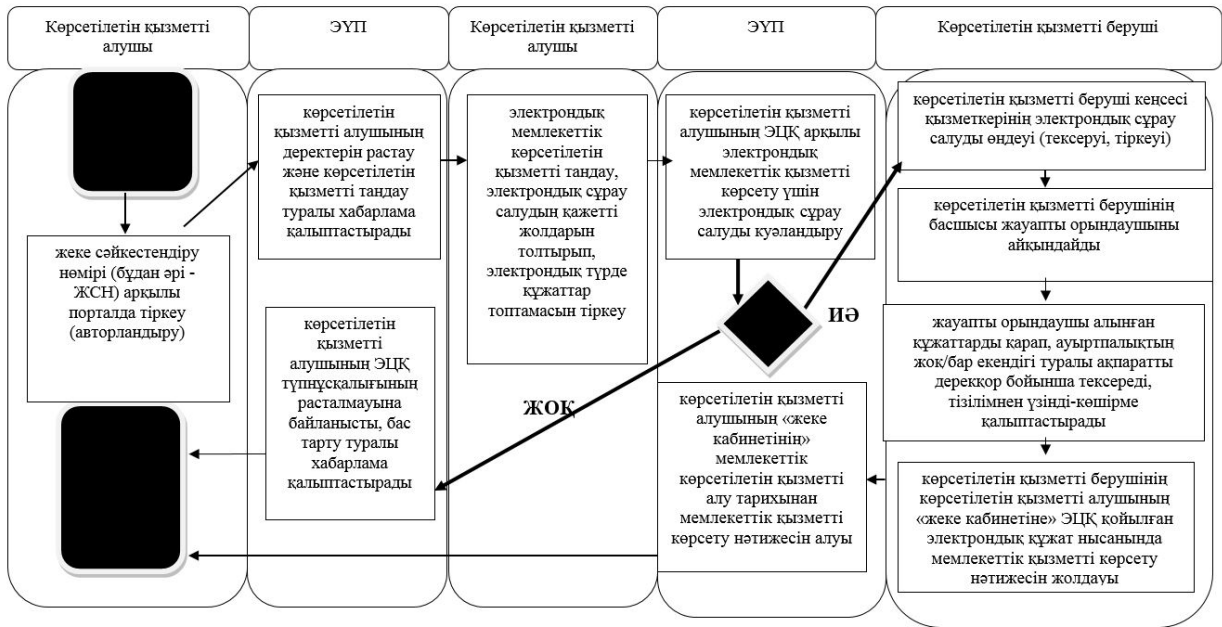 Көрсетілетін қызметті
алушы
ЭҮП
Көрсетілетін қызметті
алушы
ЭҮП
Көрсетілетін қызметті беруші
жеке сәйкестендіру
нөмірі (бұдан әрі -
ЖСН) арқылы
порталда тіркеу
(авторландыру)
көрсетілетін
қызметті алушының
деректерін растау
және көрсетілетін
қызметті таңдау
туралы хабарлама
қалыптастырады
көрсетілетін
қызметті
алушының ЭЦҚ
түпнұсқалығының
расталмауына
байланысты, бас
тарту туралы
хабарлама
қалыптастырады
электрондық
мемлекеттік
көрсетілетін
қызметті таңдау,
электрондық сұрау
салудың қажетті
жолдарын
толтырып,
электрондық түрде
құжаттар
топтамасын тіркеу
ЖОҚ
көрсетілетін қызметті
алушының ЭЦҚ арқылы
электрондық
мемлекеттік қызметті
көрсету үшін
электрондық сұрау
салуды куәландыру
ИӘ
көрсетілетін қызметті
алушының «жеке
кабинетінің»
мемлекеттік
көрсетілетін қызметті
алу тарихынан
мемлекеттік қызметті
көрсету нәтижесін алуы
көрсетілетін қызметті беруші кеңсесі
қызметкерінің электрондық сұрау
салуды өңдеуі (тексеруі, тіркеуі)
көрсетілетін қызметті берушінің
басшысы жауапты орындаушыны
айқындайды
жауапты орындаушы алынған
құжаттарды қарап, ауыртпалықтың
жоқ/бар екендігі туралы ақпаратты
дерекқор бойынша тексереді,
тізілімнен үзінді-көшірме
қалыптастырады
көрсетілетін қызметті берушінің
көрсетілетін қызметті алушының
«жеке кабинетіне» ЭЦҚ қойылған
электрондық құжат нысанында
мемлекеттік қызметті көрсету
нәтижесін жолдауы